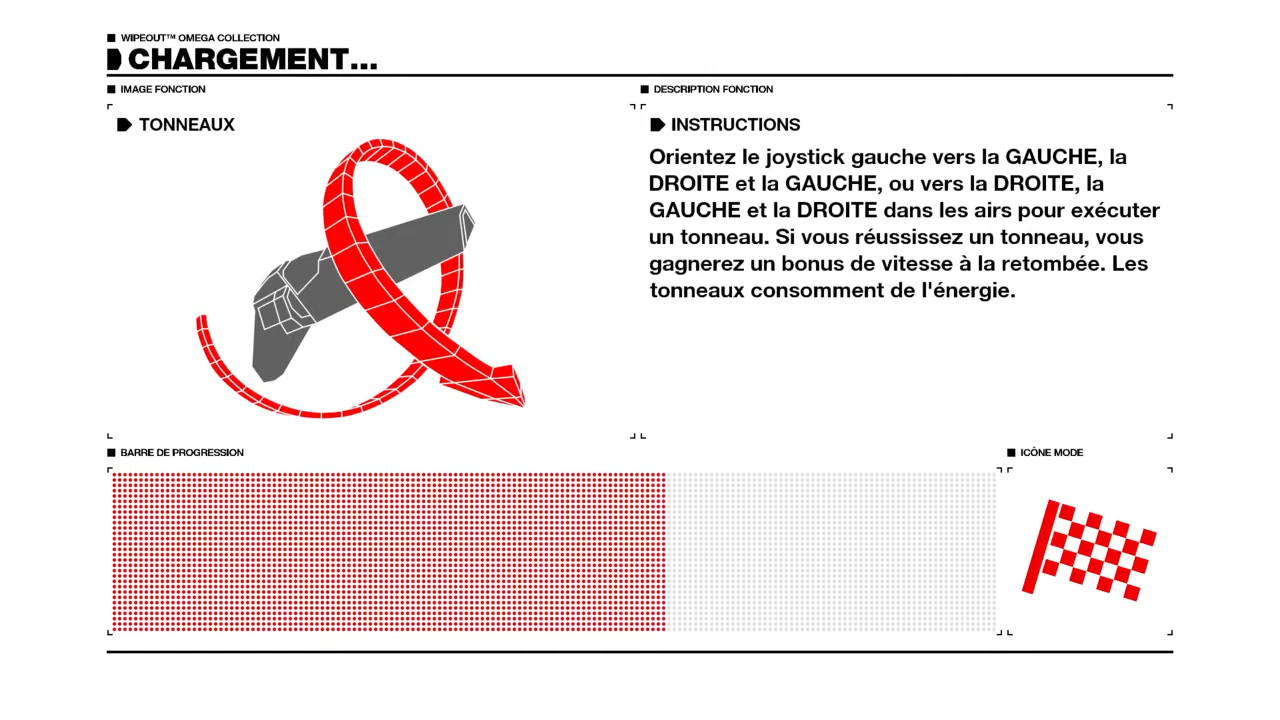 WIPEOUT™ OMEGA COLLECTION
CHARGEMENT...
IMAGE FONCTION
TONNEAUX
DESCRIPTION FONCTION
INSTRUCTIONS
Orientez le joystick gauche vers la GAUCHE, la
DROITE et la GAUCHE, ou vers la DROITE, la
GAUCHE et la DROITE dans les airs pour exécuter
un tonneau. Si vous réussissez un tonneau, vous
gagnerez un bonus de vitesse à la retombée. Les
tonneaux consomment de l'énergie.
BARRE DE PROGRESSION
ICÔNE MODE